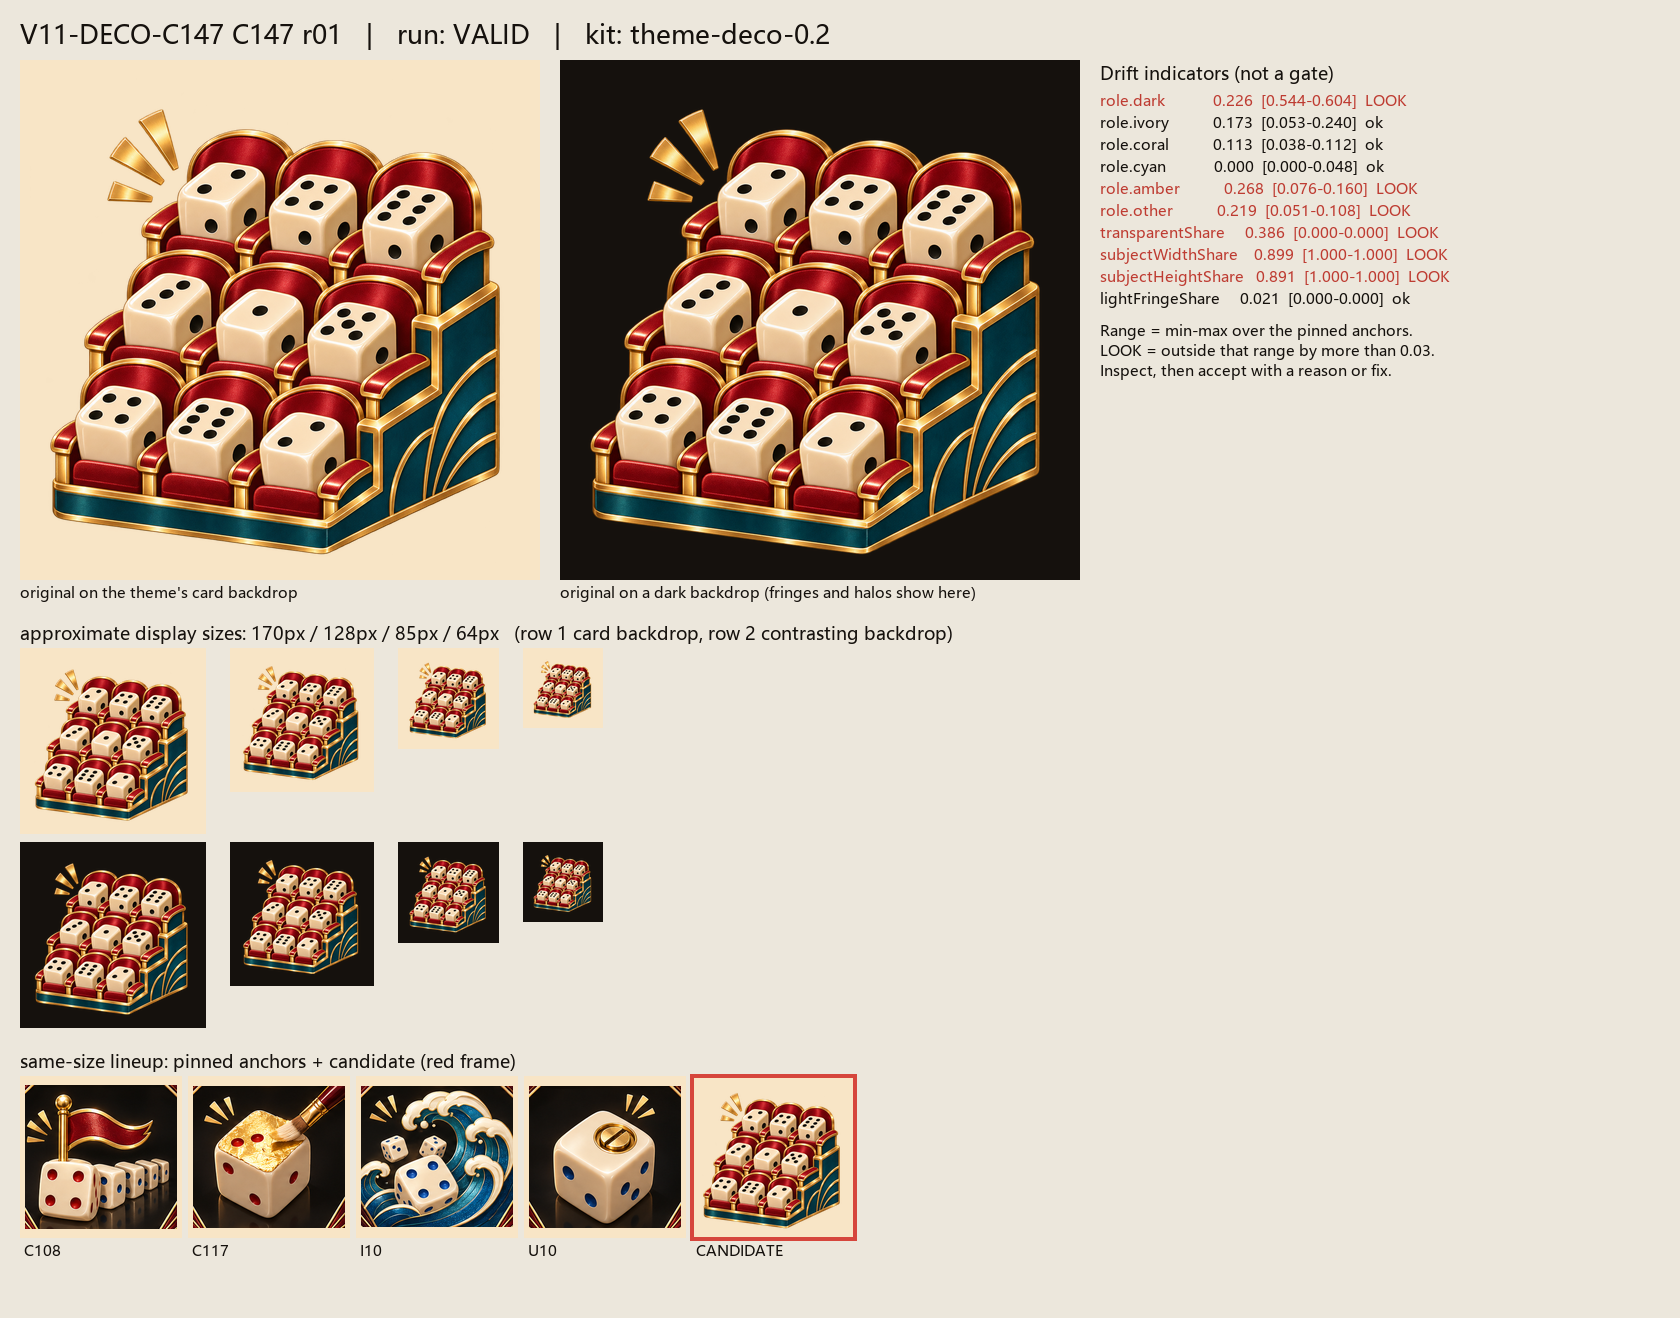 V11-DECO-C147 C147 r01 | run: VALID | kit: theme-deco-0.2
Drift indicators (not a gate)
role.dark 0.226 [0.544-0.604] LOOK
role.ivory 0.173 [0.053-0.240] ok
role.coral 0.113 [0.038-0.112] ok
role.cyan 0.000 [0.000-0.048] ok
role.amber 0.268 [0.076-0.160] LOOK
role.other 0.219 [0.051-0.108] LOOK
transparentShare 0.386 [0.000-0.000] LOOK
subjectWidthShare 0.899 [1.000-1.000] LOOK
subjectHeightShare 0.891 [1.000-1.000] LOOK
lightFringeShare 0.021 [0.000-0.000] ok
Range = min-max over the pinned anchors.
LOOK = outside that range by more than 0.03.
Inspect, then accept with a reason or fix.
original on the theme's card backdrop
original on a dark backdrop (fringes and halos show here)
approximate display sizes: 170px / 128px / 85px / 64px (row 1 card backdrop, row 2 contrasting backdrop)
same-size lineup: pinned anchors + candidate (red frame)
C108
C117
I10
U10
CANDIDATE